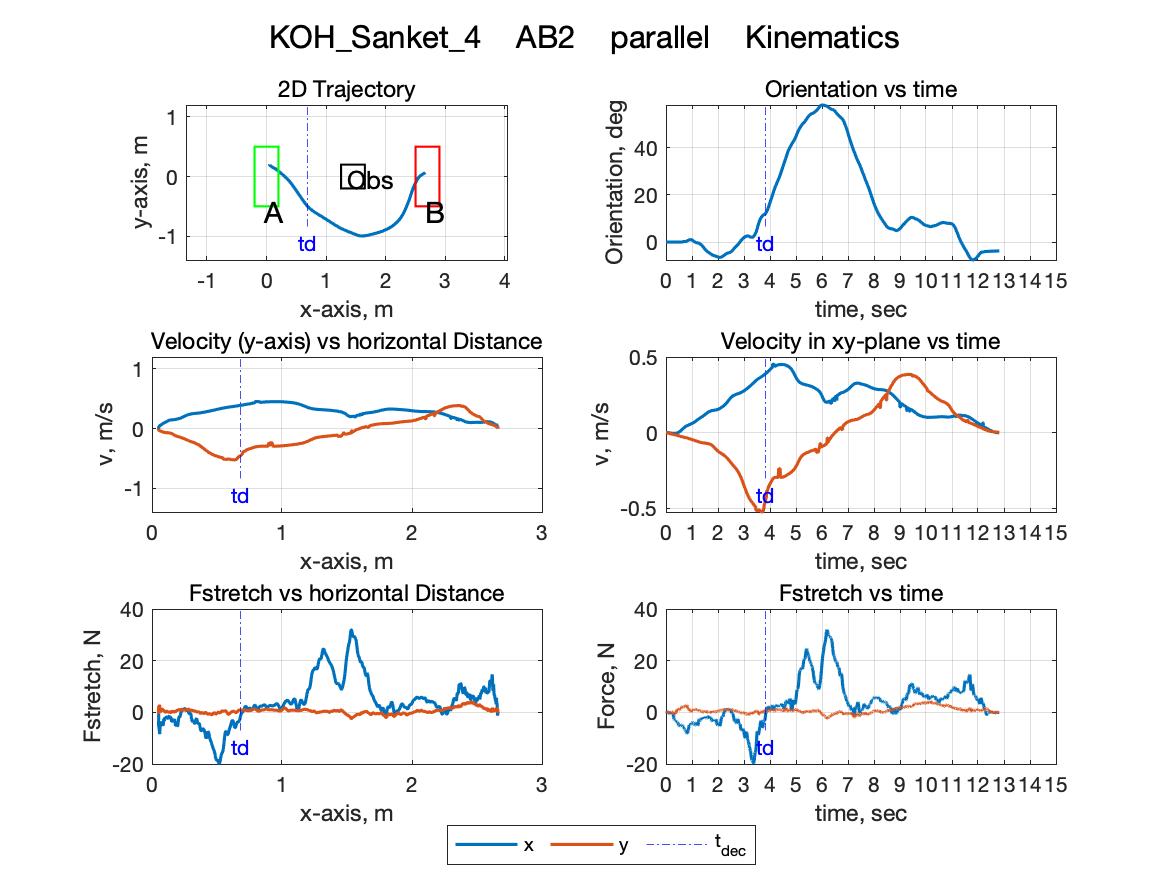 KOH_Sanket_4 AB2 parallel Kinematics
2D Trajectory
y-axis, m
1
0
-1
Obs
A
B
td
-1 0 1 2 3 4
x-axis, m
Orientation vs time
Orientation, deg
40
20
0
td
0 1 2 3 4 5 6 7 8 9 10 11 12 13 14 15
time, sec
Velocity (y-axis) vs horizontal Distance
v, m/s
1
0
-1
td
0 1 2 3
x-axis, m
Velocity in xy-plane vs time
v, m/s
0.5
0
-0.5
td
0 1 2 3 4 5 6 7 8 9 10 11 12 13 14 15
time, sec
Fstretch vs horizontal Distance
Fstretch, N
40
20
0
-20
td
0 1 2 3
x-axis, m
Fstretch vs time
Force, N
40
20
0
-20
td
0 1 2 3 4 5 6 7 8 9 10 11 12 13 14 15
time, sec
x y t_dec